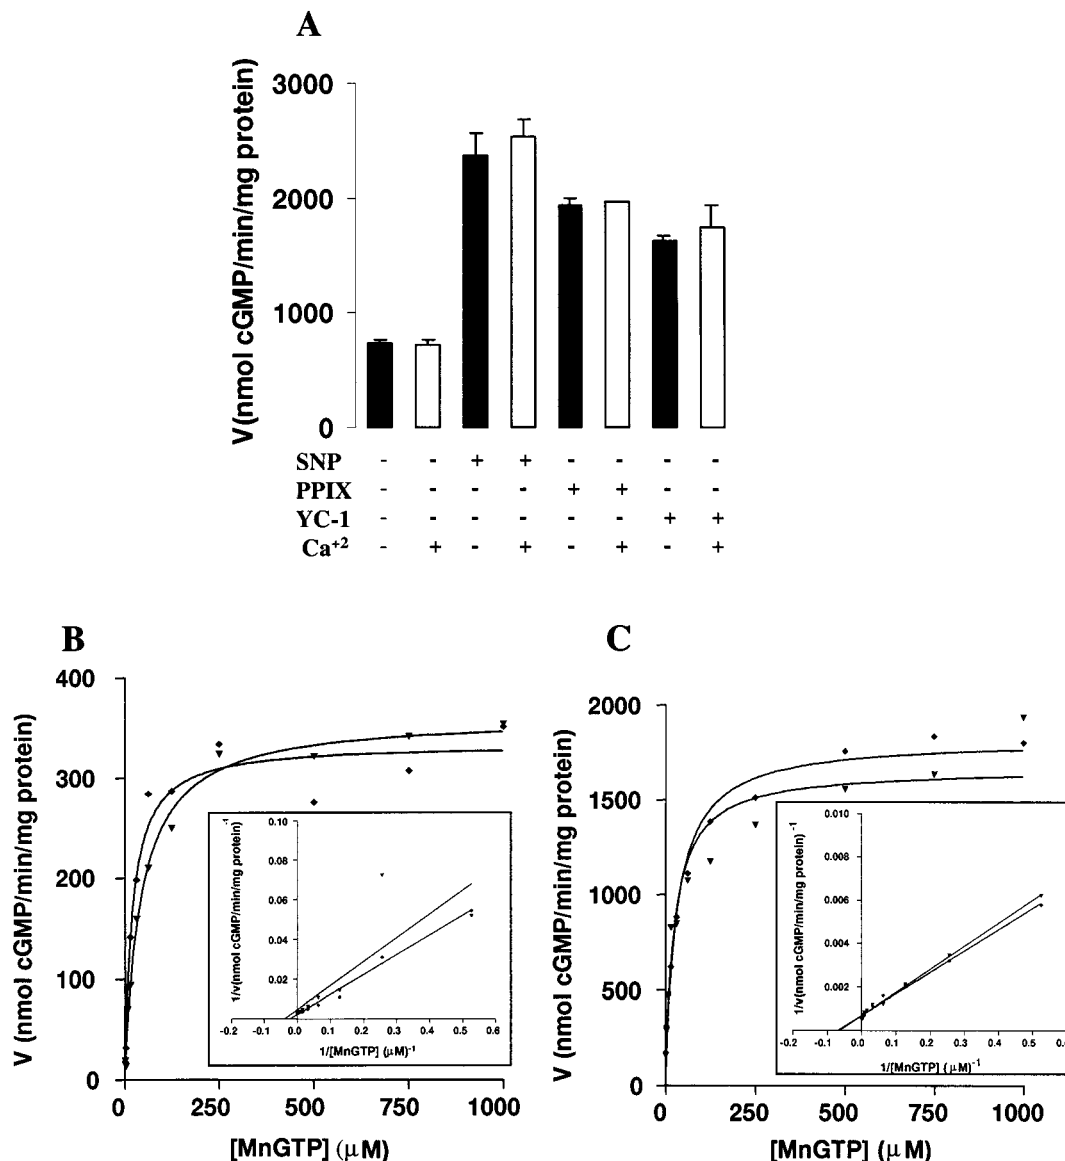 A
V(nmol cGMP/min/mg protein)
3000
2000
1000
0
SNP - - + + - - - -
PPIX - - - - + + - -
YC-1 - - - - - - + +
Ca+2 - + - + - + - +
B
V (nmol cGMP/min/mg protein)
400
300
200
100
0
0 250 500 750 1000
[MnGTP] (μM)
1/v(nmol cGMP/min/mg protein)-1
0.10
0.08
0.06
0.04
0.02
-0.2 -0.1 0.0 0.1 0.2 0.3 0.4 0.5 0.6
1/[MnGTP] (μM)-1
C
V (nmol cGMP/min/mg protein)
2000
1500
1000
500
0
0 250 500 750 1000
[MnGTP] (μM)
1/v(nmol cGMP/min/mg protein) -1
0.010
0.008
0.006
0.004
0.002
-0.2 -0.1 0.0 0.1 0.2 0.3 0.4 0.5 0.6
1/[MnGTP] (μM)-1